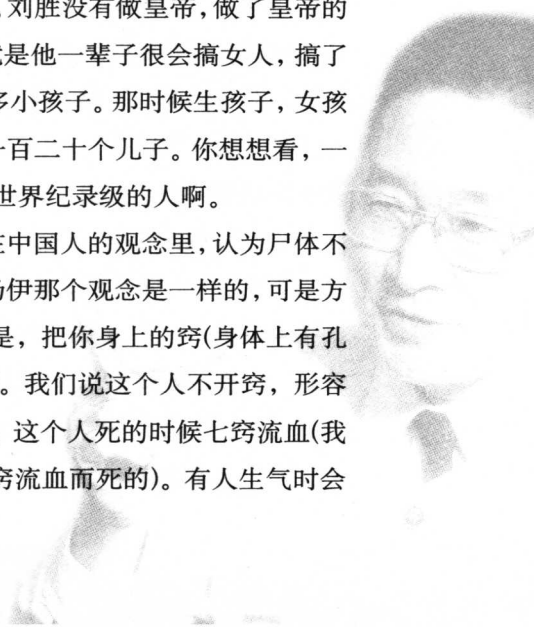 刘胜没有做皇帝，做了皇帝的
是他一辈子很会搞女人，搞了
多小孩子。那时候生孩子，女孩
一百二十个儿子。你想想看，一
世界纪录级的人啊。
中国人的观念里，认为尸体不
乃伊那个观念是一样的，可是方
是，把你身上的窍(身体上有孔
。我们说这个人不开窍，形容
这个人死的时候七窍流血(我
窍流血而死的)。有人生气时会